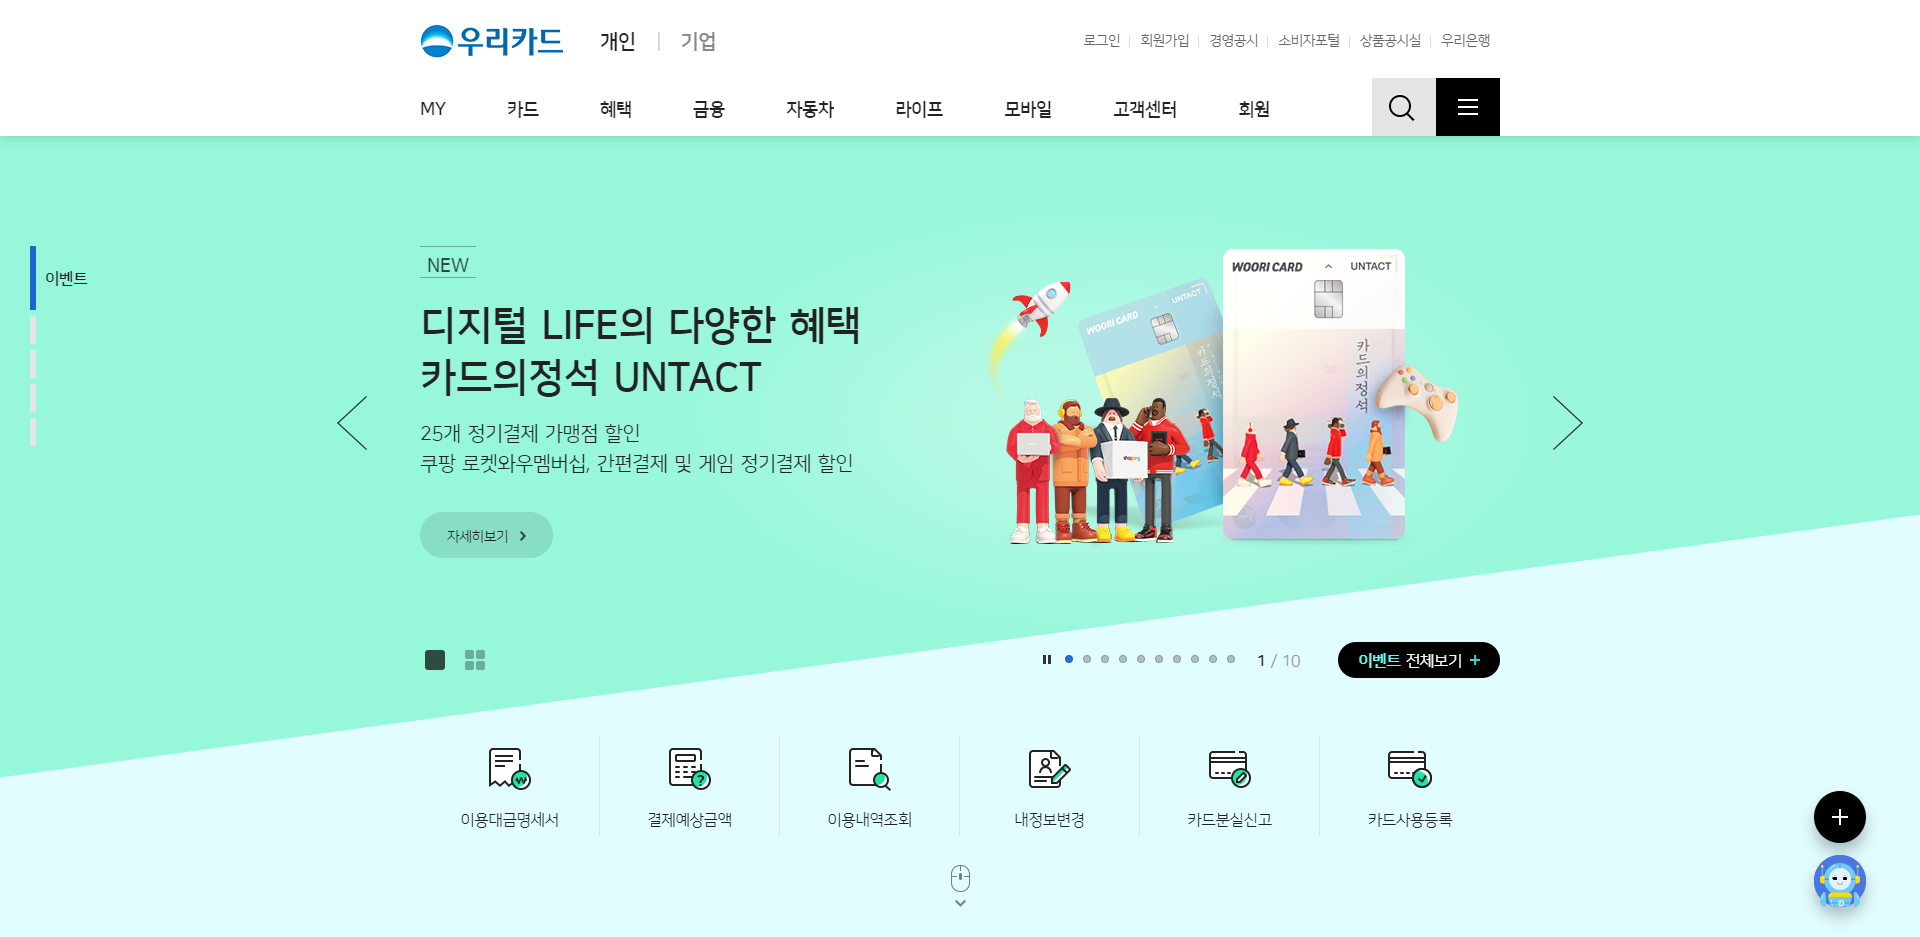 우리카드
개인
기업
로그인
회원가입
경영공시
소비자포털
상품공시실
우리은행
MY
카드
혜택
금융
자동차
라이프
모바일
고객센터
회원
이벤트
NEW
디지털 LIFE의 다양한 혜택
카드의정석 UNTACT
25개 정기결제 가맹점 할인
쿠팡 로켓와우멤버십, 간편결제 및 게임 정기결제 할인
자세히보기
WOORI CARD
UNTACT
WOORI CARD
UNTACT
카드의정석
카드의정석
shopping
1 / 10
이벤트 전체보기 +
이용대금명세서
결제예상금액
이용내역조회
내정보변경
카드분실신고
카드사용등록